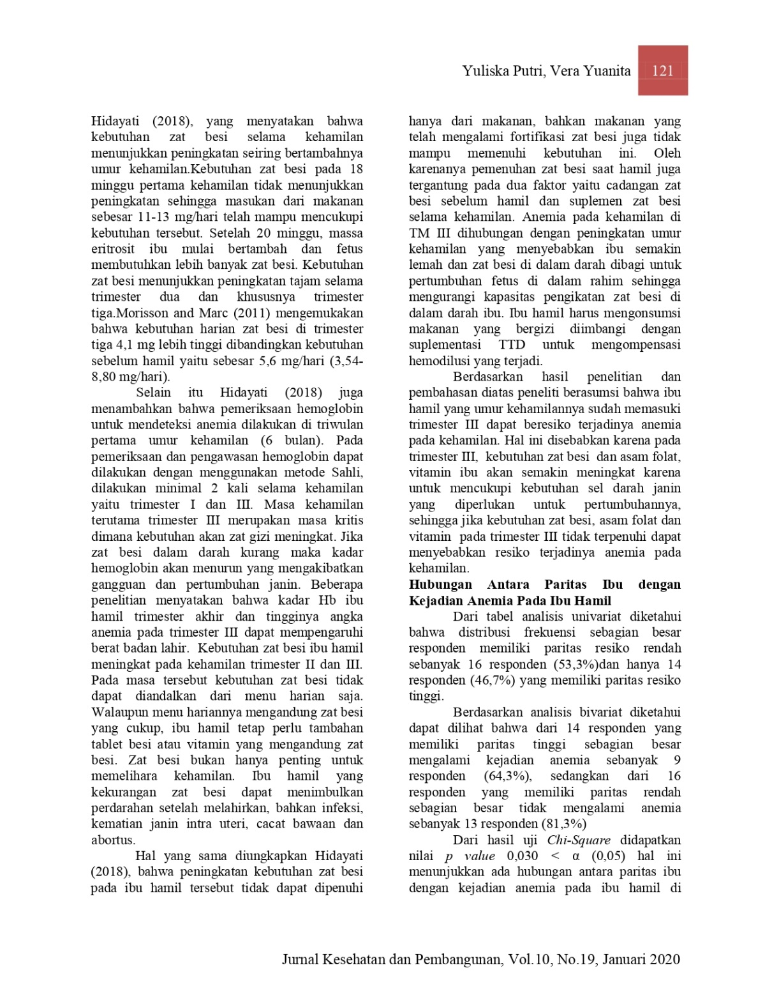 Yuliska Putri, Vera Yuanita 121
Hidayati (2018), yang menyatakan bahwa
kebutuhan zat besi selama kehamilan
menunjukkan peningkatan seiring bertambahnya
umur kehamilan.Kebutuhan zat besi pada 18
minggu pertama kehamilan tidak menunjukkan
peningkatan sehingga masukan dari makanan
sebesar 11-13 mg/hari telah mampu mencukupi
kebutuhan tersebut. Setelah 20 minggu, massa
eritrosit ibu mulai bertambah dan fetus
membutuhkan lebih banyak zat besi. Kebutuhan
zat besi menunjukkan peningkatan tajam selama
trimester dua dan khususnya trimester
tiga.Morisson and Marc (2011) mengemukakan
bahwa kebutuhan harian zat besi di trimester
tiga 4,1 mg lebih tinggi dibandingkan kebutuhan
sebelum hamil yaitu sebesar 5,6 mg/hari (3,54-
8,80 mg/hari).
Selain itu Hidayati (2018) juga
menambahkan bahwa pemeriksaan hemoglobin
untuk mendeteksi anemia dilakukan di triwulan
pertama umur kehamilan (6 bulan). Pada
pemeriksaan dan pengawasan hemoglobin dapat
dilakukan dengan menggunakan metode Sahli,
dilakukan minimal 2 kali selama kehamilan
yaitu trimester I dan III. Masa kehamilan
terutama trimester III merupakan masa kritis
dimana kebutuhan akan zat gizi meningkat. Jika
zat besi dalam darah kurang maka kadar
hemoglobin akan menurun yang mengakibatkan
gangguan dan pertumbuhan janin. Beberapa
penelitian menyatakan bahwa kadar Hb ibu
hamil trimester akhir dan tingginya angka
anemia pada trimester III dapat mempengaruhi
berat badan lahir. Kebutuhan zat besi ibu hamil
meningkat pada kehamilan trimester II dan III.
Pada masa tersebut kebutuhan zat besi tidak
dapat diandalkan dari menu harian saja.
Walaupun menu hariannya mengandung zat besi
yang cukup, ibu hamil tetap perlu tambahan
tablet besi atau vitamin yang mengandung zat
besi. Zat besi bukan hanya penting untuk
memelihara kehamilan. Ibu hamil yang
kekurangan zat besi dapat menimbulkan
perdarahan setelah melahirkan, bahkan infeksi,
kematian janin intra uteri, cacat bawaan dan
abortus.
Hal yang sama diungkapkan Hidayati
(2018), bahwa peningkatan kebutuhan zat besi
pada ibu hamil tersebut tidak dapat dipenuhi
hanya dari makanan, bahkan makanan yang
telah mengalami fortifikasi zat besi juga tidak
mampu memenuhi kebutuhan ini. Oleh
karenanya pemenuhan zat besi saat hamil juga
tergantung pada dua faktor yaitu cadangan zat
besi sebelum hamil dan suplemen zat besi
selama kehamilan. Anemia pada kehamilan di
TM III dihubungan dengan peningkatan umur
kehamilan yang menyebabkan ibu semakin
lemah dan zat besi di dalam darah dibagi untuk
pertumbuhan fetus di dalam rahim sehingga
mengurangi kapasitas pengikatan zat besi di
dalam darah ibu. Ibu hamil harus mengonsumsi
makanan yang bergizi diimbangi dengan
suplementasi TTD untuk mengompensasi
hemodilusi yang terjadi.
Berdasarkan hasil penelitian dan
pembahasan diatas peneliti berasumsi bahwa ibu
hamil yang umur kehamilannya sudah memasuki
trimester III dapat beresiko terjadinya anemia
pada kehamilan. Hal ini disebabkan karena pada
trimester III, kebutuhan zat besi dan asam folat,
vitamin ibu akan semakin meningkat karena
untuk mencukupi kebutuhan sel darah janin
yang diperlukan untuk pertumbuhannya,
sehingga jika kebutuhan zat besi, asam folat dan
vitamin pada trimester III tidak terpenuhi dapat
menyebabkan resiko terjadinya anemia pada
kehamilan.
Hubungan Antara Paritas Ibu dengan
Kejadian Anemia Pada Ibu Hamil
Dari tabel analisis univariat diketahui
bahwa distribusi frekuensi sebagian besar
responden memiliki paritas resiko rendah
sebanyak 16 responden (53,3%)dan hanya 14
responden (46,7%) yang memiliki paritas resiko
tinggi.
Berdasarkan analisis bivariat diketahui
dapat dilihat bahwa dari 14 responden yang
memiliki paritas tinggi sebagian besar
mengalami kejadian anemia sebanyak 9
responden (64,3%), sedangkan dari 16
responden yang memiliki paritas rendah
sebagian besar tidak mengalami anemia
sebanyak 13 responden (81,3%)
Dari hasil uji Chi-Square didapatkan
nilai p value 0,030 < α (0,05) hal ini
menunjukkan ada hubungan antara paritas ibu
dengan kejadian anemia pada ibu hamil di
Jurnal Kesehatan dan Pembangunan, Vol.10, No.19, Januari 2020